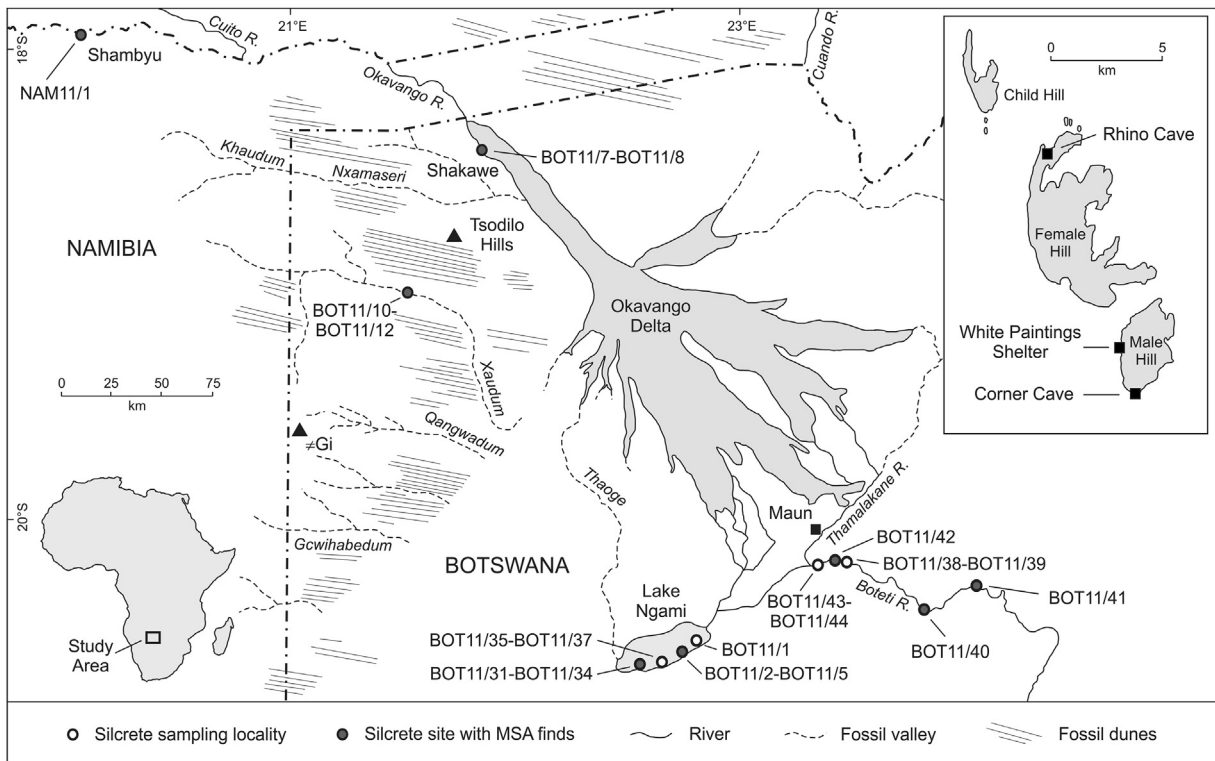 21°E
23°E
18°S
20°S
Cuito R.
Shambyu
NAM11/1
Okavango R.
Cuando R.
Khaudum
Nxamaseri
Shakawe
BOT11/7-BOT11/8
Tsodilo
Hills
NAMIBIA
BOT11/10-
BOT11/12
Okavango
Delta
0 25 50 75
km
Xaudum
Qangwadum
≠Gi
Thaoge
Gcwihabedum
BOTSWANA
Maun
Thamalakane R.
BOT11/42
BOT11/38-BOT11/39
BOT11/43-
BOT11/44
Boteti R.
BOT11/41
BOT11/40
Lake
Ngami
BOT11/35-BOT11/37
BOT11/31-BOT11/34
BOT11/1
BOT11/2-BOT11/5
Study
Area
0 5
km
Child Hill
Rhino Cave
Female
Hill
White Paintings
Shelter
Male
Hill
Corner Cave
Silcrete sampling locality
Silcrete site with MSA finds
River
Fossil valley
Fossil dunes